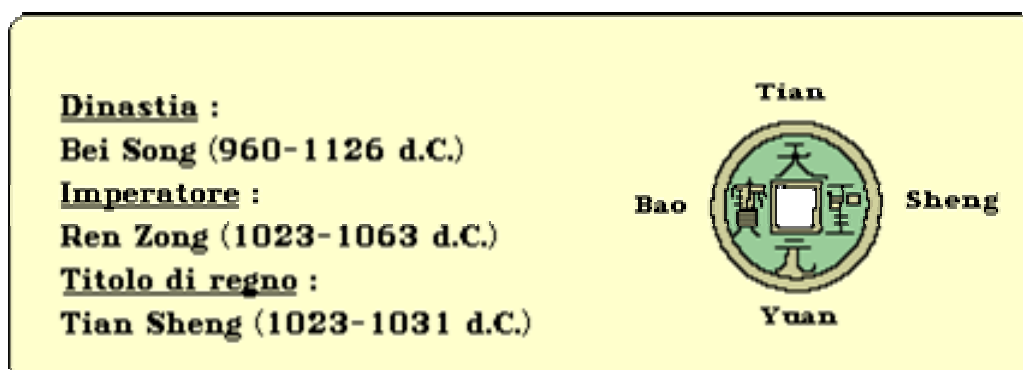 Dinastia :
Bei Song (960-1126 d.C.)
Imperatore :
Ren Zong (1023-1063 d.C.)
Titolo di regno :
Tian Sheng (1023-1031 d.C.)
Tian
天
Bao
寳
聖
Sheng
元
Yuan